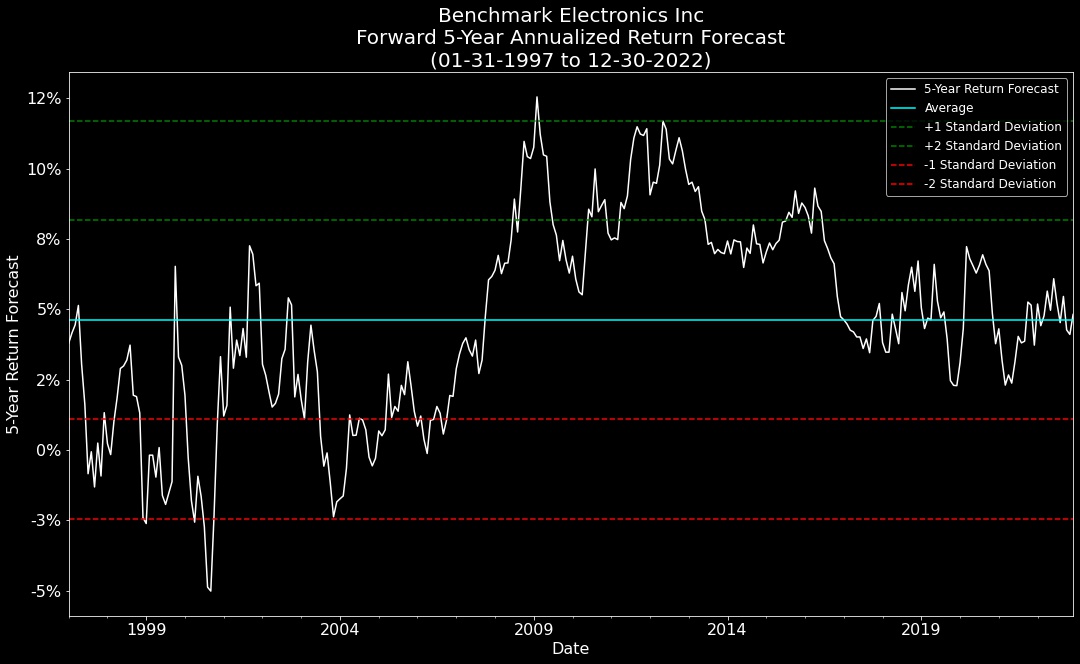 Benchmark Electronics Inc
Forward 5-Year Annualized Return Forecast
(01-31-1997 to 12-30-2022)
5-Year Return Forecast
Average
+1 Standard Deviation
+2 Standard Deviation
-1 Standard Deviation
-2 Standard Deviation
5-Year Return Forecast
12%
10%
8%
5%
2%
0%
-3%
-5%
1999
2004
2009
2014
2019
Date